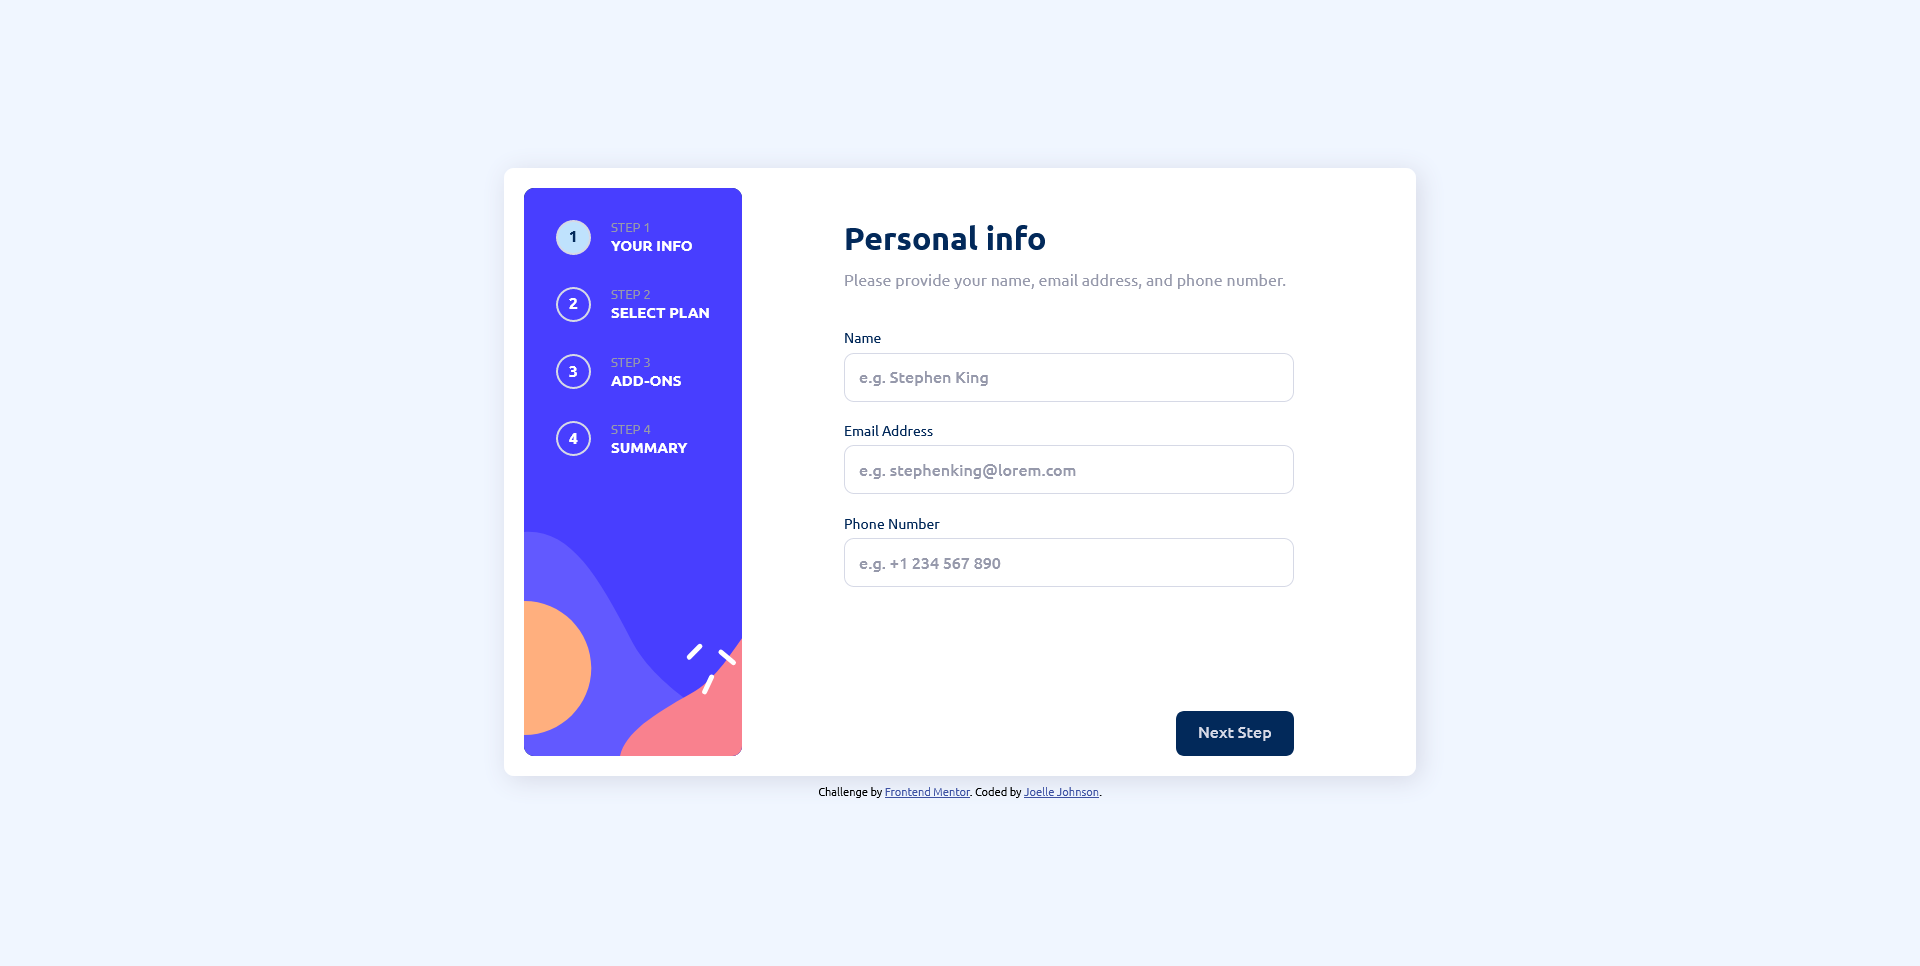 1
STEP 1
YOUR INFO
2
STEP 2
SELECT PLAN
3
STEP 3
ADD-ONS
4
STEP 4
SUMMARY
Personal info
Please provide your name, email address, and phone number.
Name
e.g. Stephen King
Email Address
e.g. stephenking@lorem.com
Phone Number
e.g. +1 234 567 890
Next Step
Challenge by Frontend Mentor. Coded by Joelle Johnson.